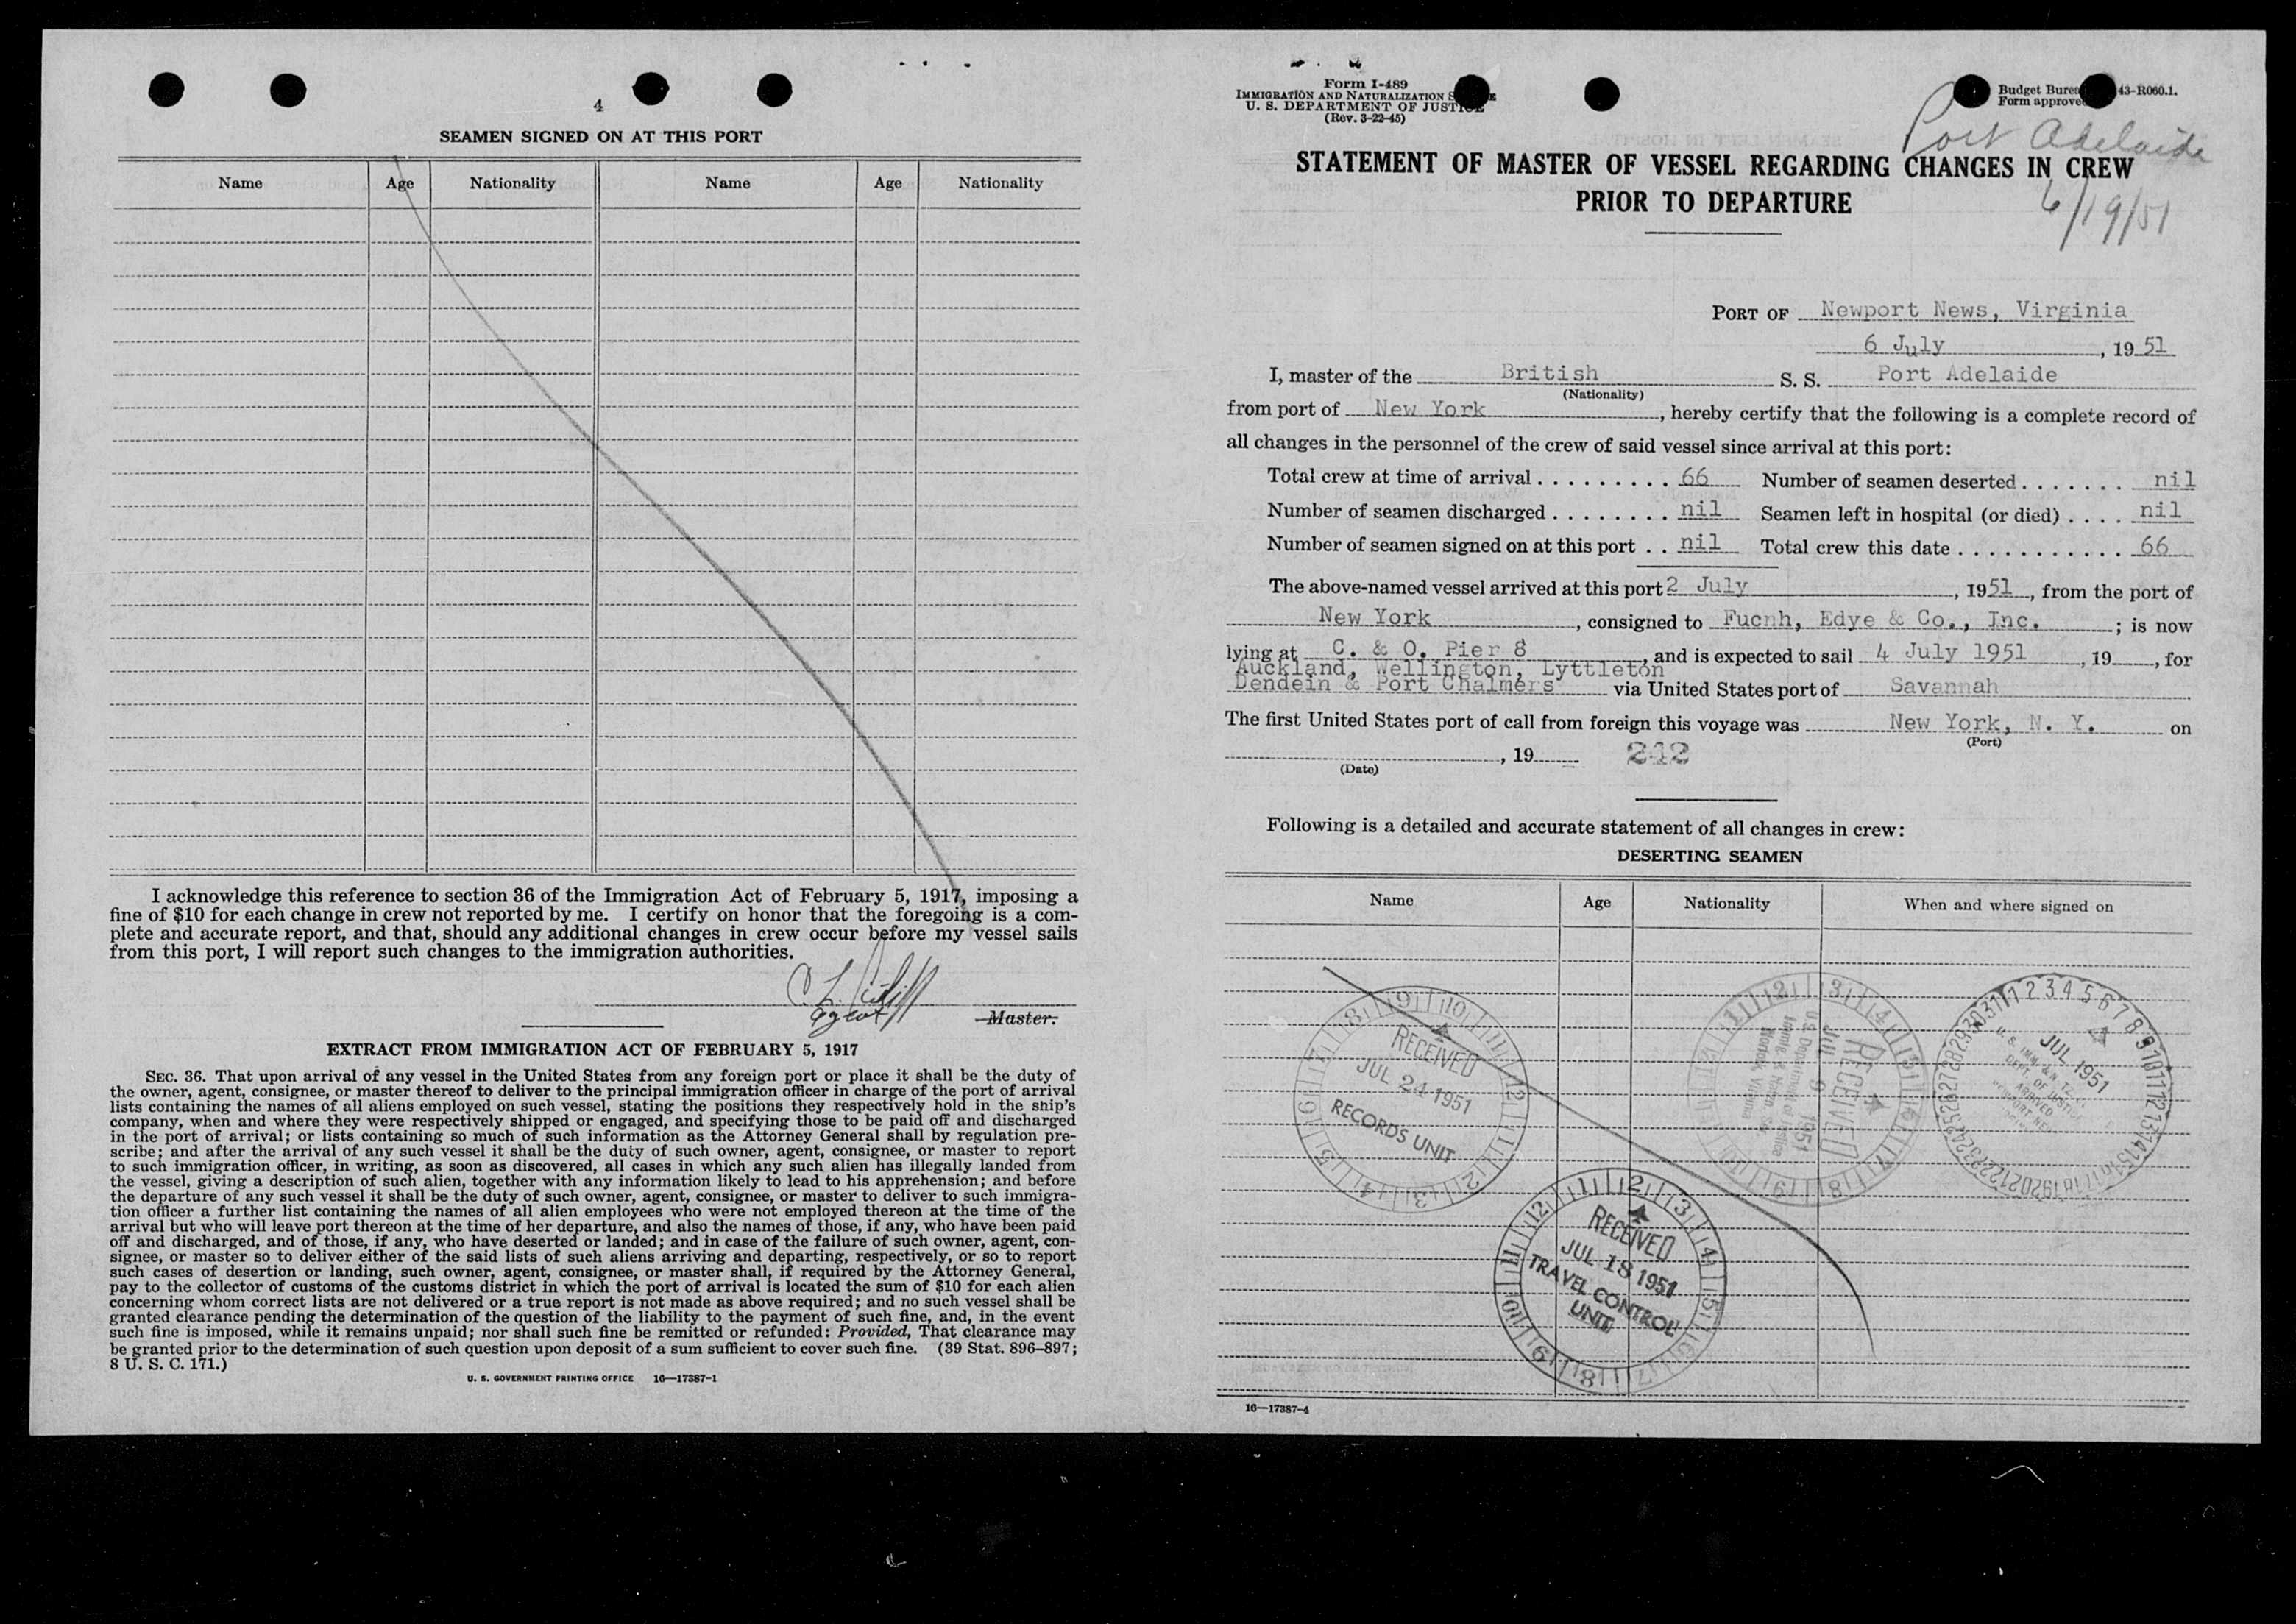 4
SEAMEN SIGNED ON AT THIS PORT
Name Age Nationality Name Age Nationality
I acknowledge this reference to section 36 of the Immigration Act of February 5, 1917, imposing a
fine of $10 for each change in crew not reported by me. I certify on honor that the foregoing is a com-
plete and accurate report, and that, should any additional changes in crew occur before my vessel sails
from this port, I will report such changes to the immigration authorities.
C. L.
agent Master.
EXTRACT FROM IMMIGRATION ACT OF FEBRUARY 5, 1917
SEC. 36. That upon arrival of any vessel in the United States from any foreign port or place it shall be the duty of
the owner, agent, consignee, or master thereof to deliver to the principal immigration officer in charge of the port of arrival
lists containing the names of all aliens employed on such vessel, stating the positions they respectively hold in the ship's
company, when and where they were respectively shipped or engaged, and specifying those to be paid off and discharged
in the port of arrival; or lists containing so much of such information as the Attorney General shall by regulation pre-
scribe; and after the arrival of any such vessel it shall be the duty of such owner, agent, consignee, or master to report
to such immigration officer, in writing, as soon as discovered, all cases in which any such alien has illegally landed from
the vessel, giving a description of such alien, together with any information likely to lead to his apprehension; and before
the departure of any such vessel it shall be the duty of such owner, agent, consignee, or master to deliver to such immigra-
tion officer a further list containing the names of all alien employees who were not employed thereon at the time of the
arrival but who will leave port thereon at the time of her departure, and also the names of those, if any, who have been paid
off and discharged, and of those, if any, who have deserted or landed; and in case of the failure of such owner, agent, con-
signee, or master so to deliver either of the said lists of such aliens arriving and departing, respectively, or so to report
such cases of desertion or landing, such owner, agent, consignee, or master shall, if required by the Attorney General,
pay to the collector of customs of the customs district in which the port of arrival is located the sum of $10 for each alien
concerning whom correct lists are not delivered or a true report is not made as above required; and no such vessel shall be
granted clearance pending the determination of the question of the liability to the payment of such fine, and, in the event
such fine is imposed, while it remains unpaid; nor shall such fine be remitted or refunded: Provided, That clearance may
be granted prior to the determination of such question upon deposit of a sum sufficient to cover such fine. (39 Stat. 896–897;
8 U. S. C. 171.)
U. S. GOVERNMENT PRINTING OFFICE 16—17387-1
Form I-489
IMMIGRATION AND NATURALIZATION
U. S. DEPARTMENT OF JUSTICE
(Rev. 3-22-45)
Budget Bureau 43-R060.1.
Form approved
Port Adelaide
STATEMENT OF MASTER OF VESSEL REGARDING CHANGES IN CREW
PRIOR TO DEPARTURE
6/19/51
PORT OF Newport News, Virginia
6 July, 1951
I, master of the British S. S. Port Adelaide
(Nationality)
from port of New York, hereby certify that the following is a complete record of
all changes in the personnel of the crew of said vessel since arrival at this port:
Total crew at time of arrival . . . . . . . . . 66 Number of seamen deserted . . . . . . . nil
Number of seamen discharged . . . . . . . . nil Seamen left in hospital (or died) . . . . nil
Number of seamen signed on at this port . . nil Total crew this date . . . . . . . . . . . 66
The above-named vessel arrived at this port 2 July, 1951, from the port of
New York, consigned to Fucnh, Edye & Co., Inc. ; is now
lying at C. & O. Pier 8, and is expected to sail 4 July 1951, 19 , for
Auckland, Wellington, Lyttleton
Dendein & Port Chalmers via United States port of Savannah
The first United States port of call from foreign this voyage was New York, N. Y. on
(Port)
, 19 242
(Date)
Following is a detailed and accurate statement of all changes in crew:
DESERTING SEAMEN
Name Age Nationality When and where signed on
RECEIVED
JUL 24 1951
RECORDS UNIT
RECEIVED
JUL 9 1951
U.S. Department of Justice
Norfolk, Virginia
JUL 1951
RECEIVED
JUL 18 1951
TRAVEL CONTROL
UNIT
16—17387-4